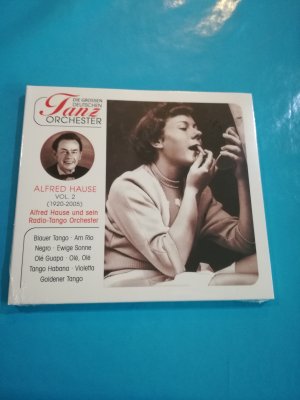 DIE GROSSEN
DEUTSCHEN
Tanz
ORCHESTER
ALFRED HAUSE
VOL. 2
(1920-2005)
Alfred Hause und sein
Radio-Tango Orchester
Blauer Tango · Am Rio
Negro · Ewige Sonne
Olé Guapa · Olé, Olé
Tango Habana · Violetta
Goldener Tango